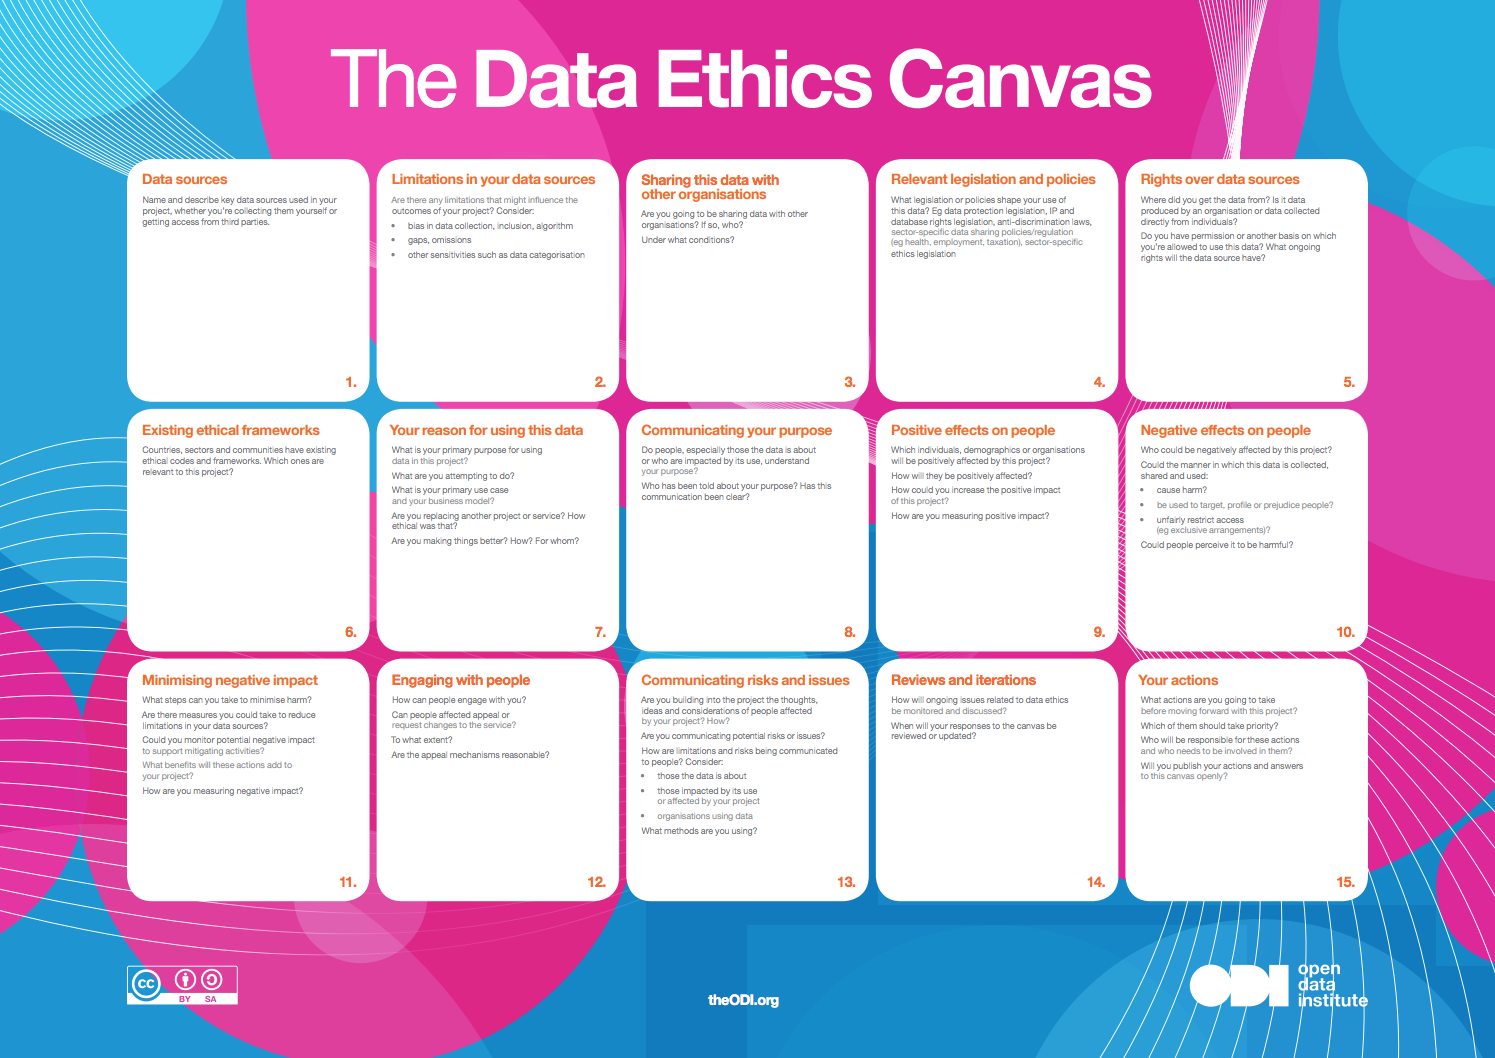 The Data Ethics Canvas
Data sources
Name and describe key data sources used in your
project, whether you're collecting them yourself or
getting access from third parties.
1.
Limitations in your data sources
Are there any limitations that might influence the
outcomes of your project? Consider:
• bias in data collection, inclusion, algorithm
• gaps, omissions
• other sensitivities such as data categorisation
2.
Sharing this data with
other organisations
Are you going to be sharing data with other
organisations? If so, who?
Under what conditions?
3.
Relevant legislation and policies
What legislation or policies shape your use of
this data? Eg data protection legislation, IP and
database rights legislation, anti-discrimination laws,
sector-specific data sharing policies/regulation
(eg health, employment, taxation), sector-specific
ethics legislation
4.
Rights over data sources
Where did you get the data from? Is it data
produced by an organisation or data collected
directly from individuals?
Do you have permission or another basis on which
you're allowed to use this data? What ongoing
rights will the data source have?
5.
Existing ethical frameworks
Countries, sectors and communities have existing
ethical codes and frameworks. Which ones are
relevant to this project?
6.
Your reason for using this data
What is your primary purpose for using
data in this project?
What are you attempting to do?
What is your primary use case
and your business model?
Are you replacing another project or service? How
ethical was that?
Are you making things better? How? For whom?
7.
Communicating your purpose
Do people, especially those the data is about
or who are impacted by its use, understand
your purpose?
Who has been told about your purpose? Has this
communication been clear?
8.
Positive effects on people
Which individuals, demographics or organisations
will be positively affected by this project?
How will they be positively affected?
How could you increase the positive impact
of this project?
How are you measuring positive impact?
9.
Negative effects on people
Who could be negatively affected by this project?
Could the manner in which this data is collected,
shared and used:
• cause harm?
• be used to target, profile or prejudice people?
• unfairly restrict access
(eg exclusive arrangements)?
Could people perceive it to be harmful?
10.
Minimising negative impact
What steps can you take to minimise harm?
Are there measures you could take to reduce
limitations in your data sources?
Could you monitor potential negative impact
to support mitigating activities?
What benefits will these actions add to
your project?
How are you measuring negative impact?
11.
Engaging with people
How can people engage with you?
Can people affected appeal or
request changes to the service?
To what extent?
Are the appeal mechanisms reasonable?
12.
Communicating risks and issues
Are you building into the project the thoughts,
ideas and considerations of people affected
by your project? How?
Are you communicating potential risks or issues?
How are limitations and risks being communicated
to people? Consider:
• those the data is about
• those impacted by its use
or affected by your project
• organisations using data
What methods are you using?
13.
Reviews and iterations
How will ongoing issues related to data ethics
be monitored and discussed?
When will your responses to the canvas be
reviewed or updated?
14.
Your actions
What actions are you going to take
before moving forward with this project?
Which of them should take priority?
Who will be responsible for these actions
and who needs to be involved in them?
Will you publish your actions and answers
to this canvas openly?
15.
cc
BY SA
theODI.org
ODI
open
data
institute